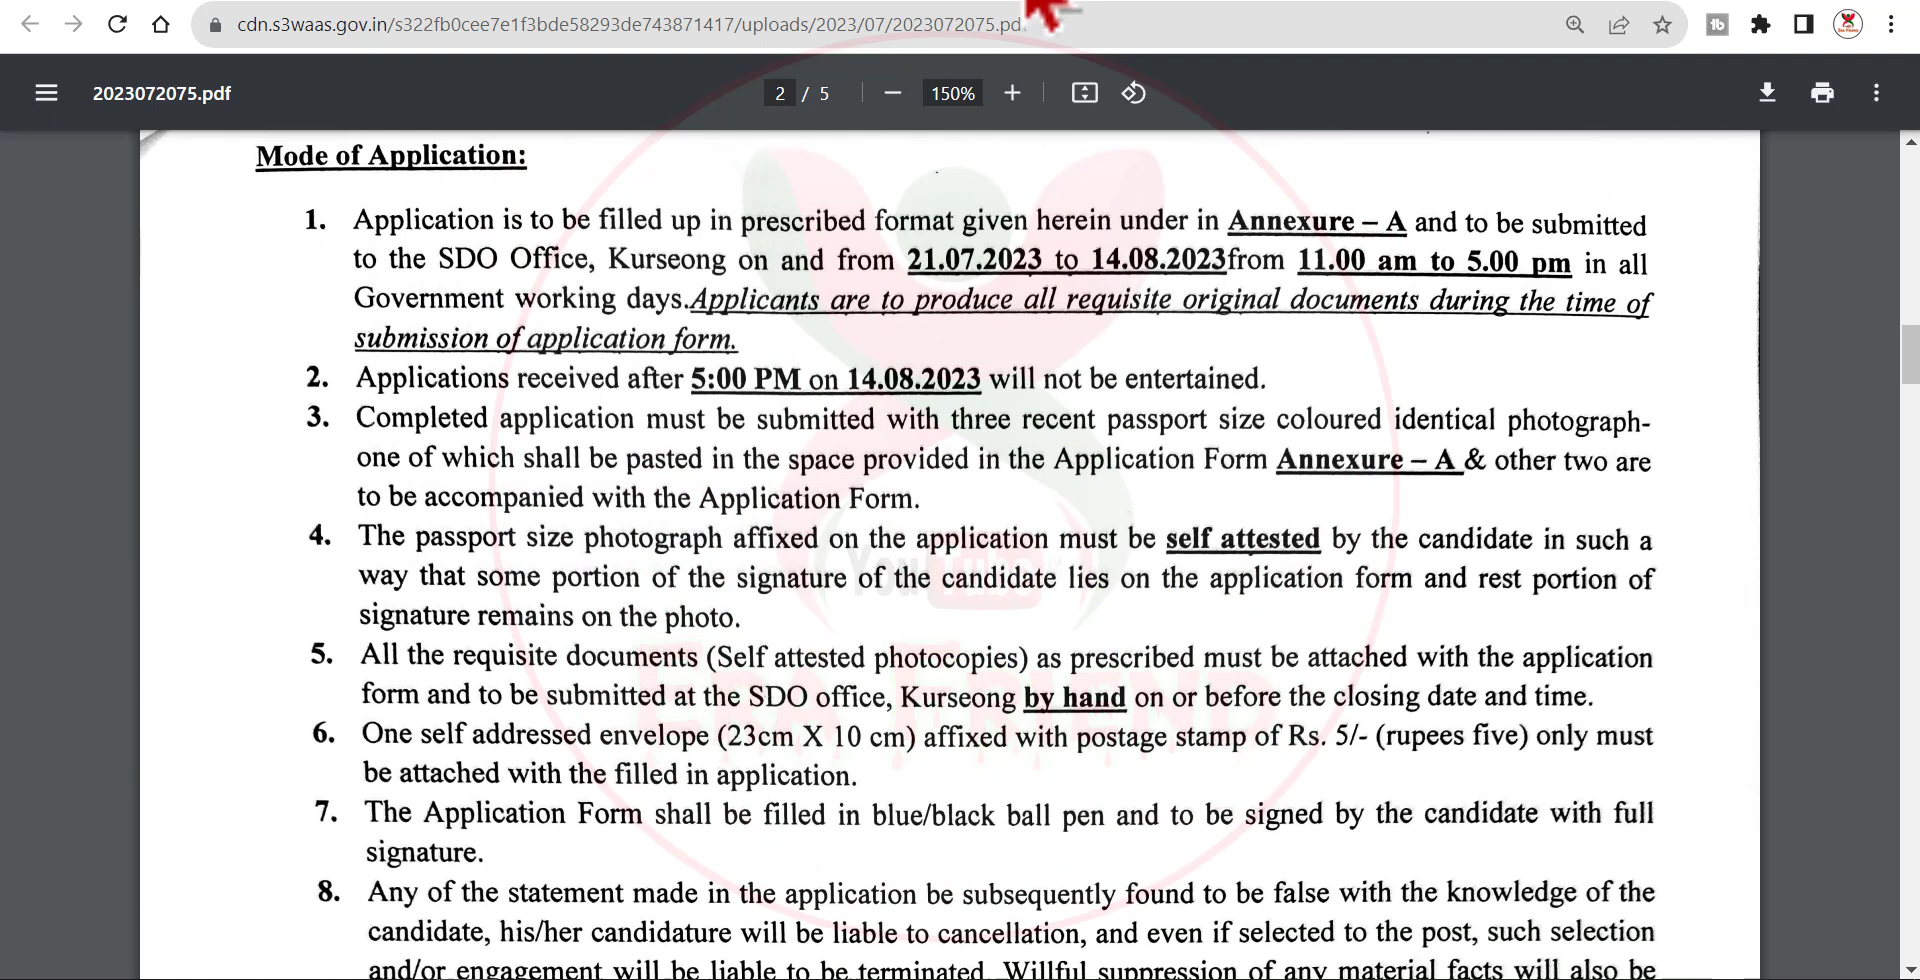 cdn.s3waas.gov.in/s322fb0cee7e1f3bde58293de743871417/uploads/2023/07/2023072075.pd
2023072075.pdf
2 / 5
150%
Mode of Application:
1. Application is to be filled up in prescribed format given herein under in Annexure – A and to be submitted
to the SDO Office, Kurseong on and from 21.07.2023 to 14.08.2023from 11.00 am to 5.00 pm in all
Government working days.Applicants are to produce all requisite original documents during the time of
submission of application form.
2. Applications received after 5:00 PM on 14.08.2023 will not be entertained.
3. Completed application must be submitted with three recent passport size coloured identical photograph-
one of which shall be pasted in the space provided in the Application Form Annexure – A & other two are
to be accompanied with the Application Form.
4. The passport size photograph affixed on the application must be self attested by the candidate in such a
way that some portion of the signature of the candidate lies on the application form and rest portion of
signature remains on the photo.
5. All the requisite documents (Self attested photocopies) as prescribed must be attached with the application
form and to be submitted at the SDO office, Kurseong by hand on or before the closing date and time.
6. One self addressed envelope (23cm X 10 cm) affixed with postage stamp of Rs. 5/- (rupees five) only must
be attached with the filled in application.
7. The Application Form shall be filled in blue/black ball pen and to be signed by the candidate with full
signature.
8. Any of the statement made in the application be subsequently found to be false with the knowledge of the
candidate, his/her candidature will be liable to cancellation, and even if selected to the post, such selection
and/or engagement will be liable to be terminated. Willful suppression of any material facts will also be
YouTube
ERA FRIEND